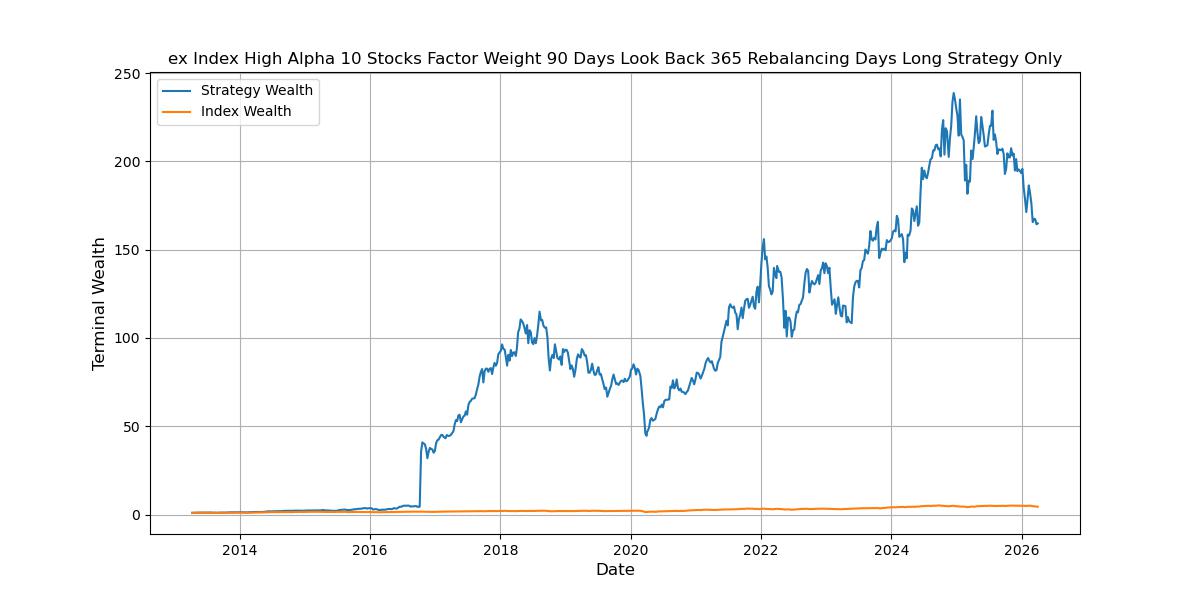 ex Index High Alpha 10 Stocks Factor Weight 90 Days Look Back 365 Rebalancing Days Long Strategy Only
Strategy Wealth
Index Wealth
Terminal Wealth
250
200
150
100
50
0
2014 2016 2018 2020 2022 2024 2026
Date